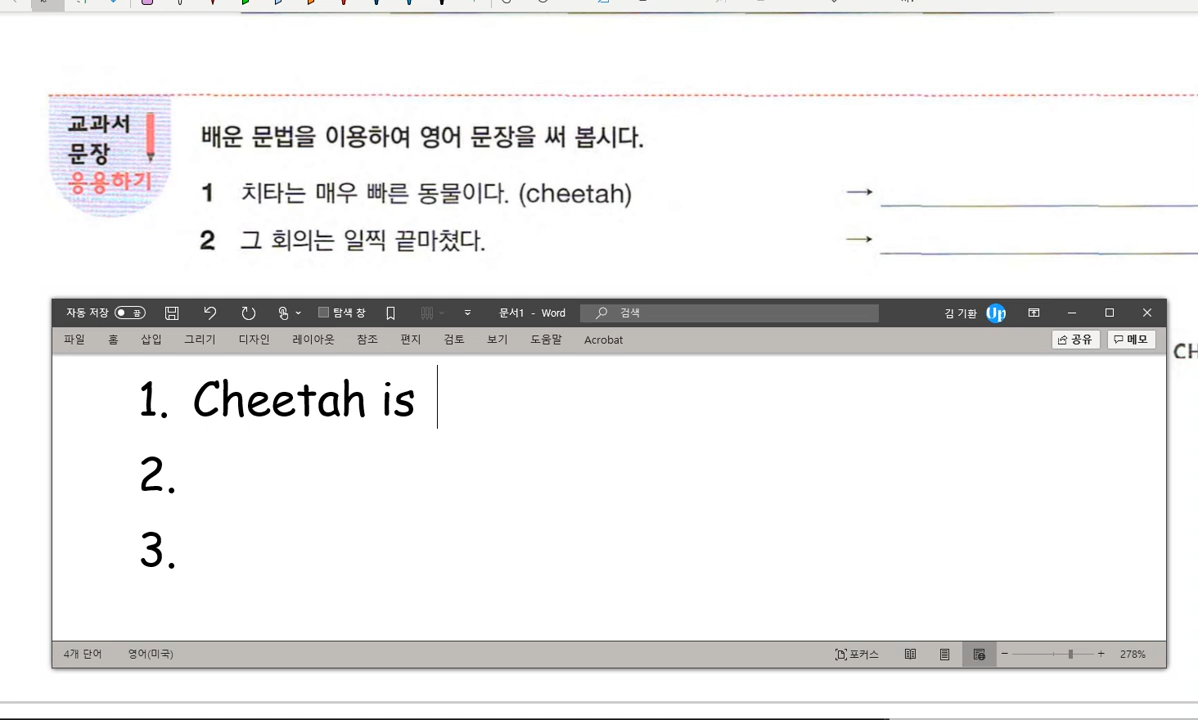 교과서
문장
응용하기
배운 문법을 이용하여 영어 문장을 써 봅시다.
1 치타는 매우 빠른 동물이다. (cheetah) →
2 그 회의는 일찍 끝마쳤다. →
자동 저장 끔 탐색 창 문서1 - Word 검색 김 기환 Up
파일 홈 삽입 그리기 디자인 레이아웃 참조 편지 검토 보기 도움말 Acrobat 공유 메모
CH
1. Cheetah is
2.
3.
4개 단어 영어(미국) 포커스 278%